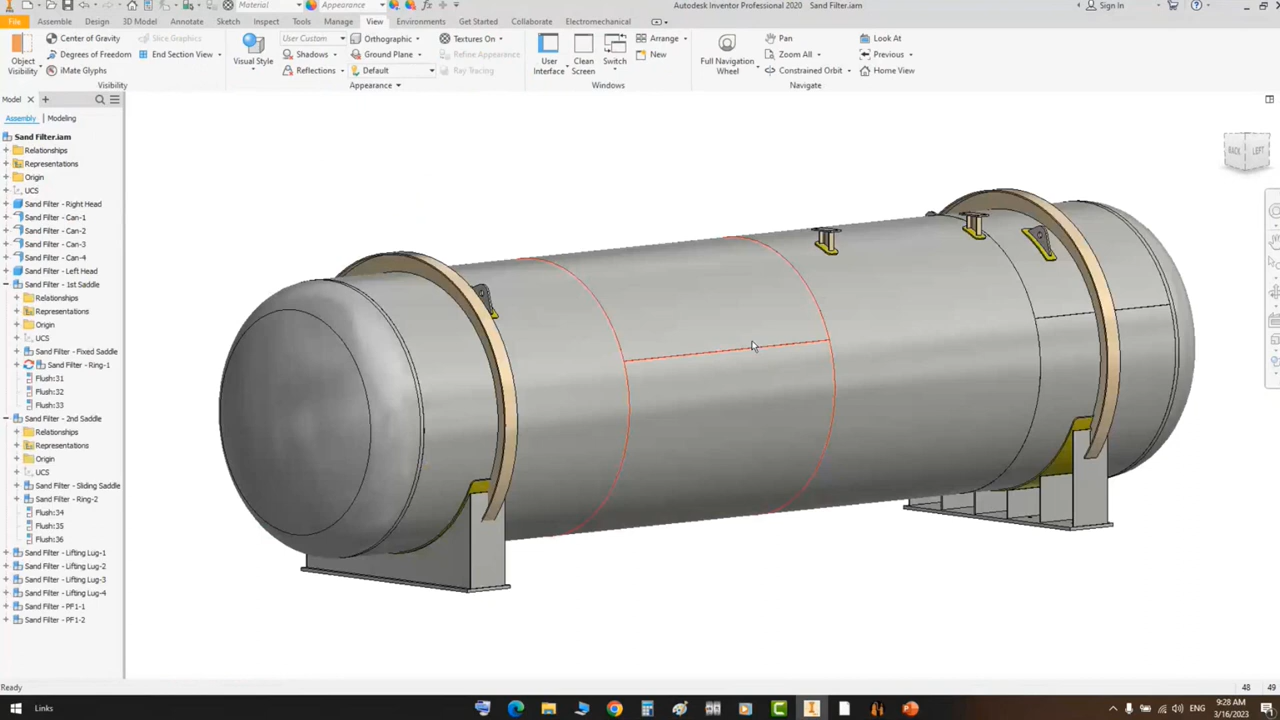 Material
Appearance
Autodesk Inventor Professional 2020 Sand Filter.iam
Sign In
File Assembly Design 3D Model Annotate Sketch Inspect Tools Manage View Environments Get Started Collaborate Electromechanical
Object Visibility
Center of Gravity
Degrees of Freedom
iMate Glyphs
Slice Graphics
End Section View
Visibility
Visual Style
User Custom
Shadows
Reflections
Orthographic
Ground Plane
Default
Textures On
Refine Appearance
Ray Tracing
Appearance
User Interface
Clean Screen
Switch
Arrange
New
Windows
Full Navigation Wheel
Pan
Zoom All
Constrained Orbit
Look At
Previous
Home View
Navigate
Model
Assembly Modeling
Sand Filter.iam
Relationships
Representations
Origin
UCS
Sand Filter - Right Head
Sand Filter - Can-1
Sand Filter - Can-2
Sand Filter - Can-3
Sand Filter - Can-4
Sand Filter - Left Head
Sand Filter - 1st Saddle
Relationships
Representations
Origin
UCS
Sand Filter - Fixed Saddle
Sand Filter - Ring-1
Flush:31
Flush:32
Flush:33
Sand Filter - 2nd Saddle
Relationships
Representations
Origin
UCS
Sand Filter - Sliding Saddle
Sand Filter - Ring-2
Flush:34
Flush:35
Flush:36
Sand Filter - Lifting Lug-1
Sand Filter - Lifting Lug-2
Sand Filter - Lifting Lug-3
Sand Filter - Lifting Lug-4
Sand Filter - PF1-1
Sand Filter - PF1-2
BACK LEFT
Ready
48 49
Links
ENG
9:28 AM
3/16/2023